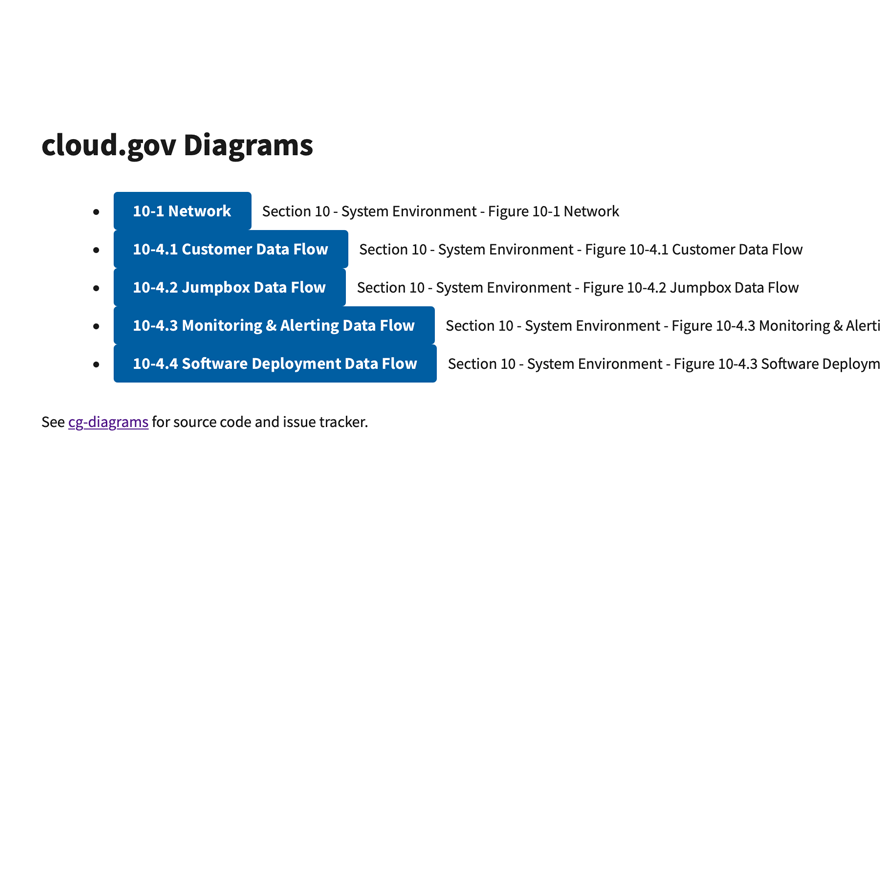 cloud.gov Diagrams
10-1 Network Section 10 - System Environment - Figure 10-1 Network
10-4.1 Customer Data Flow Section 10 - System Environment - Figure 10-4.1 Customer Data Flow
10-4.2 Jumpbox Data Flow Section 10 - System Environment - Figure 10-4.2 Jumpbox Data Flow
10-4.3 Monitoring & Alerting Data Flow Section 10 - System Environment - Figure 10-4.3 Monitoring & Alerti
10-4.4 Software Deployment Data Flow Section 10 - System Environment - Figure 10-4.3 Software Deploym
See cg-diagrams for source code and issue tracker.